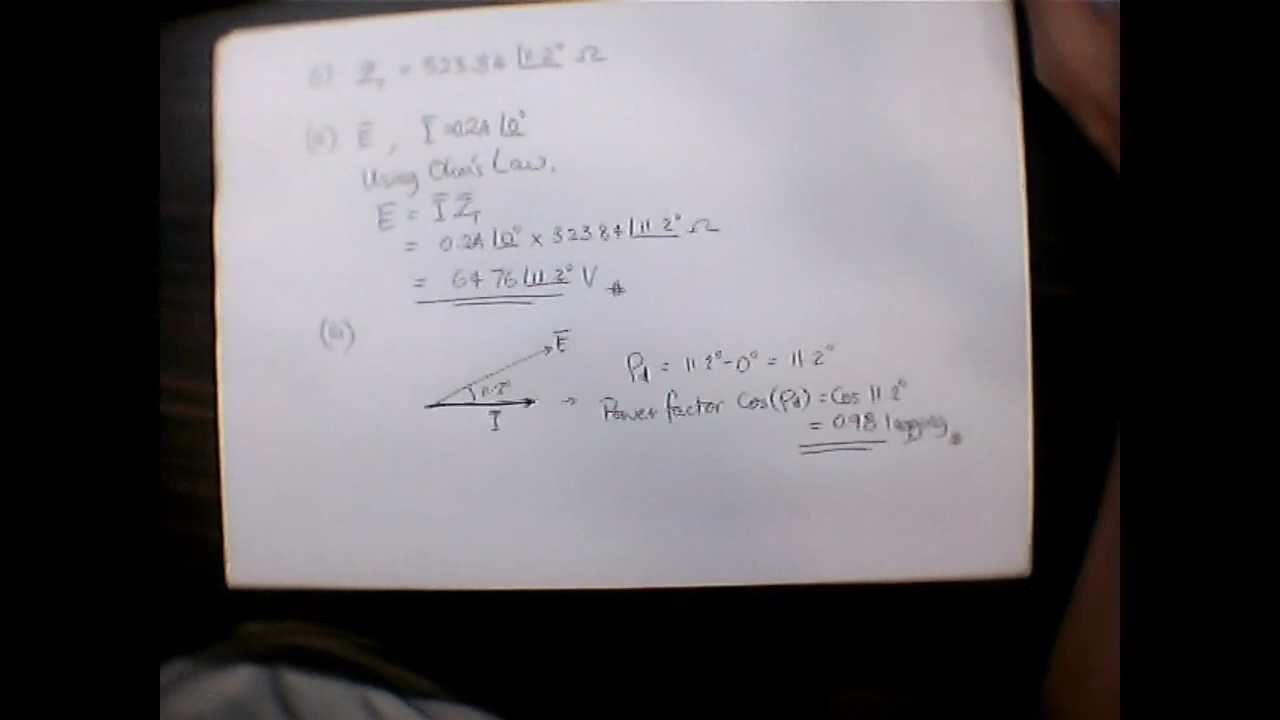 (i) Z̄T = 323.84 ∠11.2° Ω
(ii) Ē , Ī = 0.2A ∠0°
Using Ohm's Law,
E = Ī Z̄T
= 0.2A ∠0° × 323.84 ∠11.2° Ω
= 64.76 ∠11.2° V #
(iii)
Ē
11.2°
Ī
Pd = 11.2° - 0° = 11.2°
→ Power factor Cos(Pd) = Cos 11.2°
= 0.98 lagging #